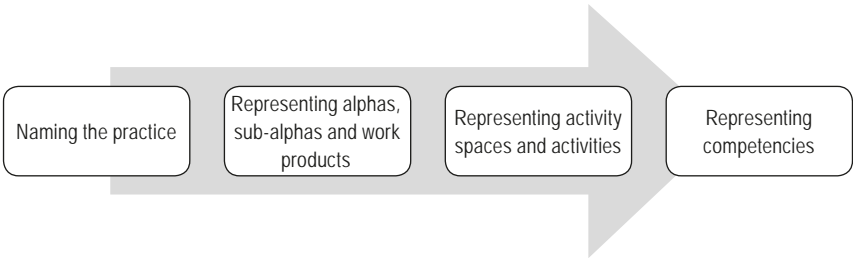 Naming the practice
Representing alphas,
sub-alphas and work
products
Representing activity
spaces and activities
Representing
competencies